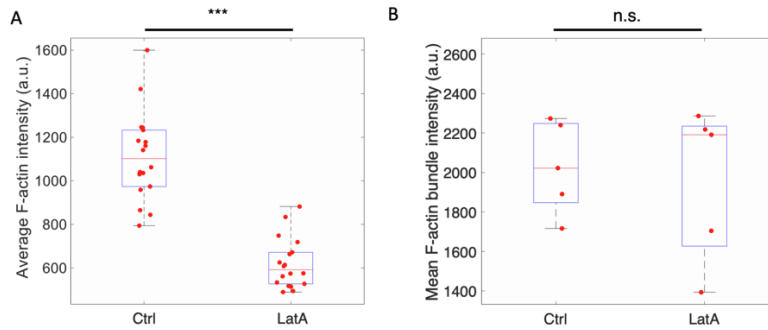 A
***
Average F-actin intensity (a.u.)
1600
1400
1200
1000
800
600
Ctrl
LatA
B
n.s.
Mean F-actin bundle intensity (a.u.)
2600
2400
2200
2000
1800
1600
1400
Ctrl
LatA